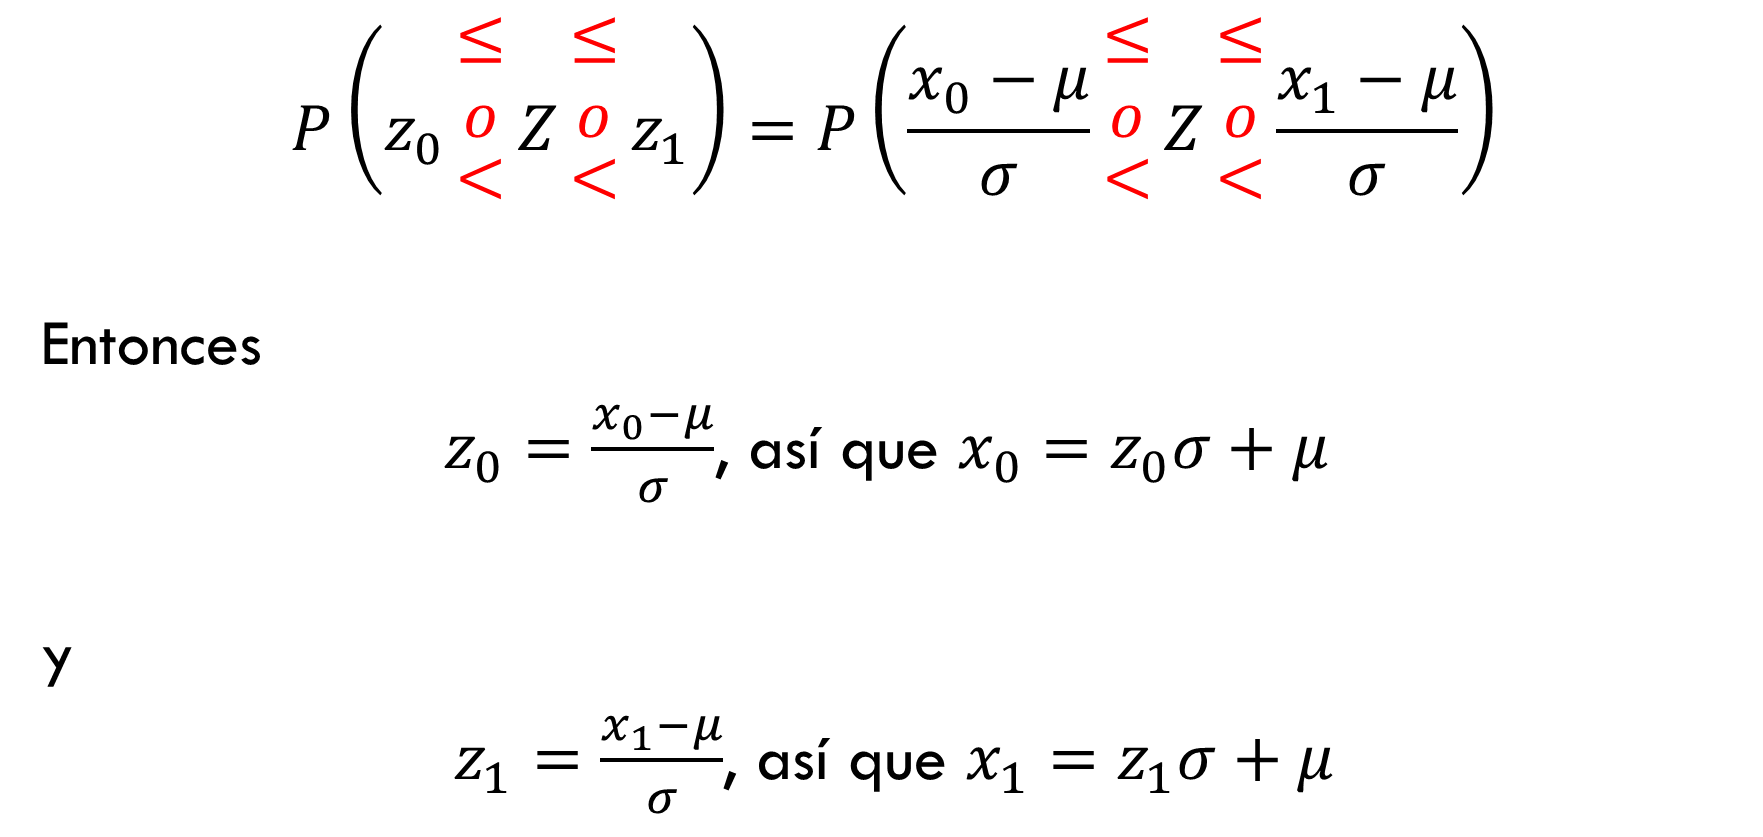 P(z₀ ≤ o < Z ≤ o < z₁) = P((x₀ − μ)/σ ≤ o < Z ≤ o < (x₁ − μ)/σ)
Entonces
z₀ = (x₀−μ)/σ, así que x₀ = z₀σ + μ
y
z₁ = (x₁−μ)/σ, así que x₁ = z₁σ + μ